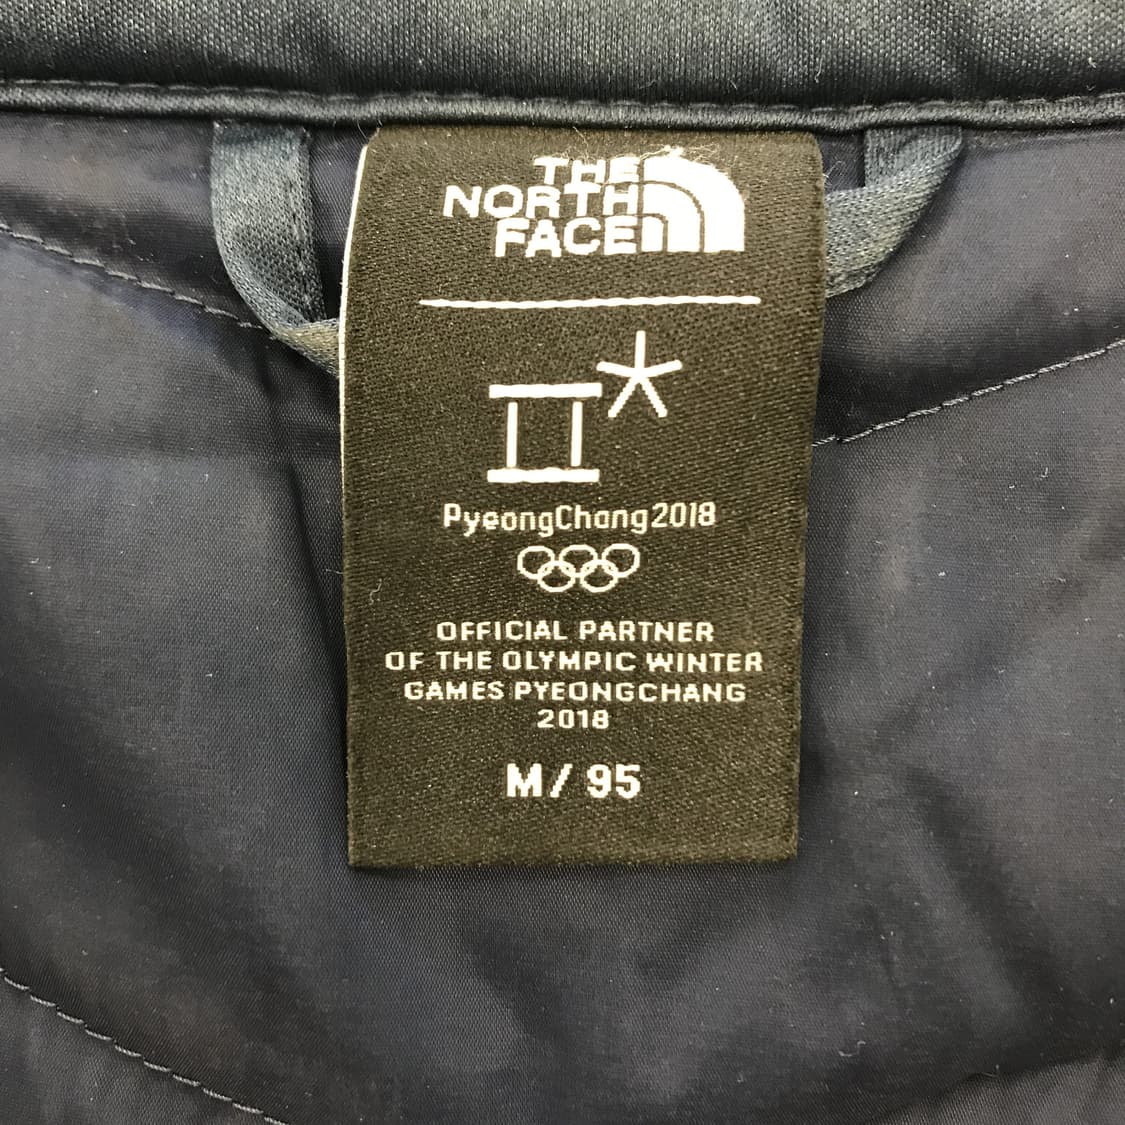 THE
NORTH
FACE
PyeongChang2018
OFFICIAL PARTNER
OF THE OLYMPIC WINTER
GAMES PYEONGCHANG
2018
M/ 95